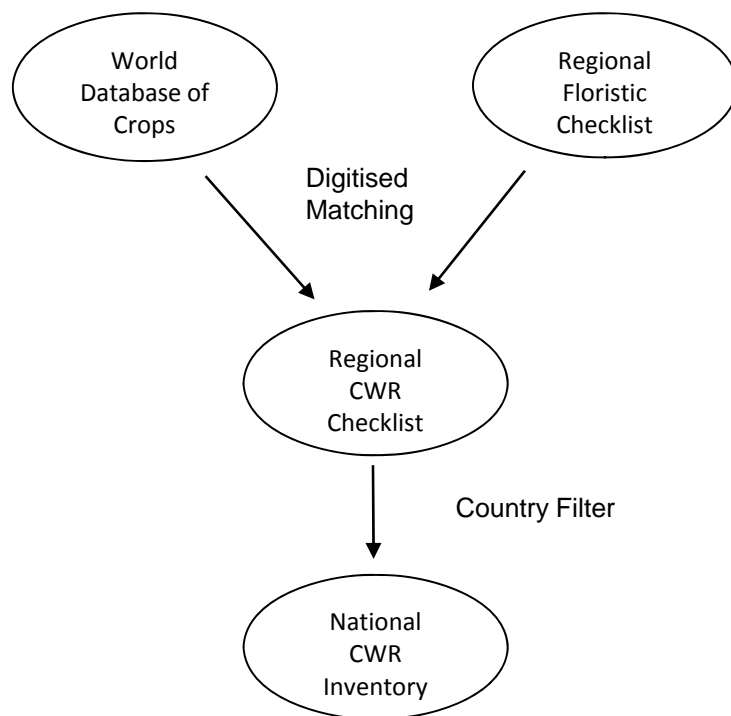 World
Database of
Crops
Regional
Floristic
Checklist
Digitised
Matching
Regional
CWR
Checklist
Country Filter
National
CWR
Inventory